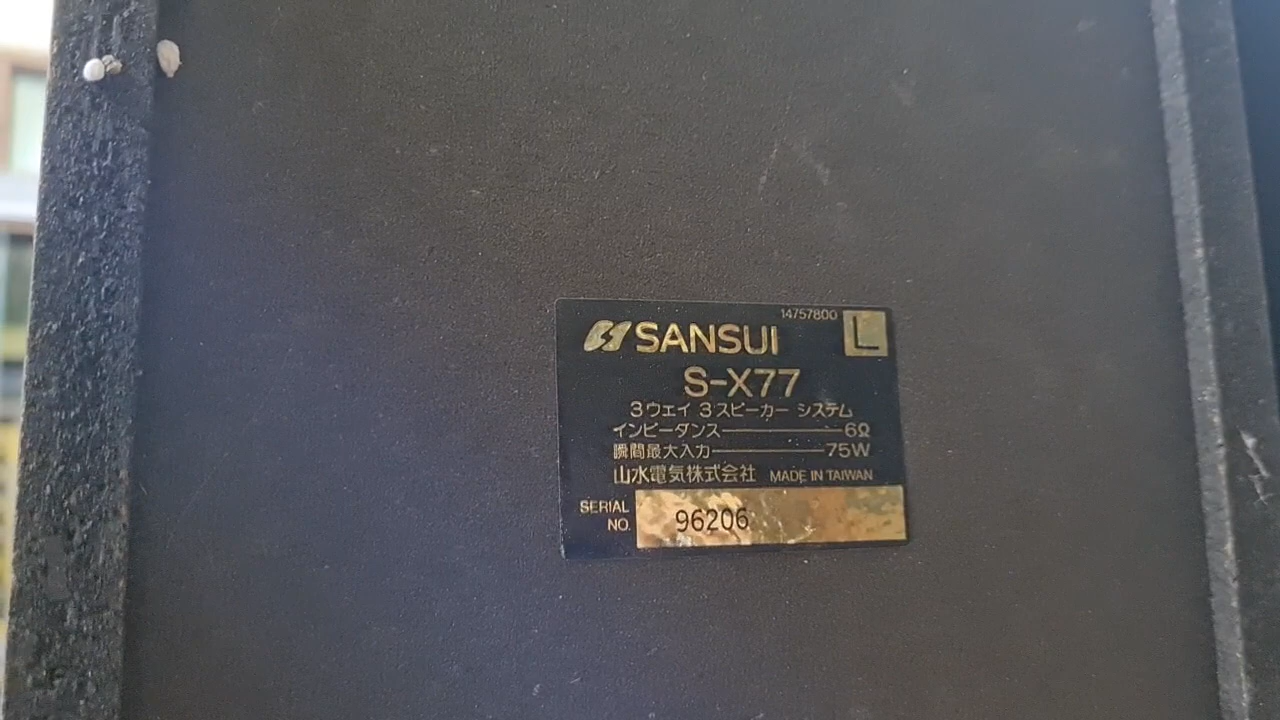 14757800
SANSUI L
S-X77
3ウェイ 3スピーカー システム
インピーダンス 6Ω
瞬間最大入力 75W
山水電気株式会社 MADE IN TAIWAN
SERIAL NO. 96206